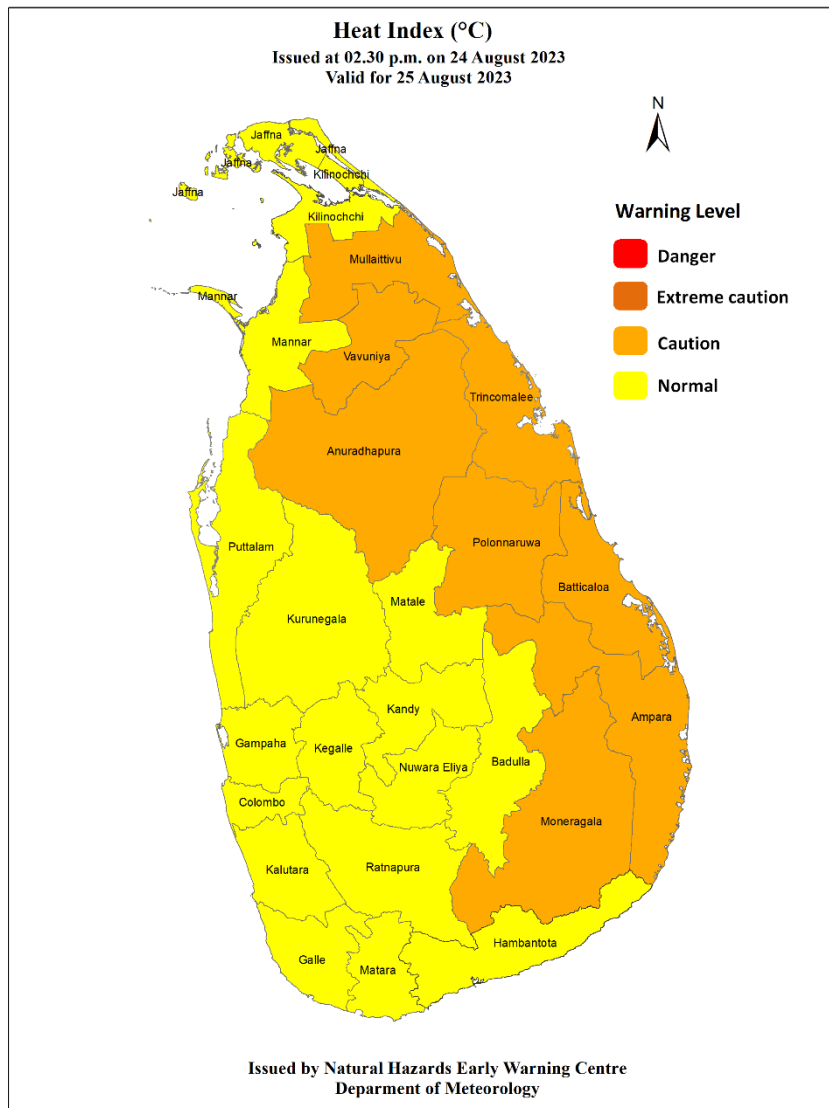 Heat Index (°C)
Issued at 02.30 p.m. on 24 August 2023
Valid for 25 August 2023
N
Jaffna
Jaffna
Jaffna
Kilinochchi
Jaffna
Kilinochchi
Warning Level
Danger
Extreme caution
Caution
Normal
Mullaittivu
Mannar
Mannar
Vavuniya
Trincomalee
Anuradhapura
Puttalam
Polonnaruwa
Batticaloa
Matale
Kurunegala
Kandy
Ampara
Gampaha
Kegalle
Nuwara Eliya
Badulla
Colombo
Moneragala
Kalutara
Ratnapura
Hambantota
Galle
Matara
Issued by Natural Hazards Early Warning Centre
Deparment of Meteorology